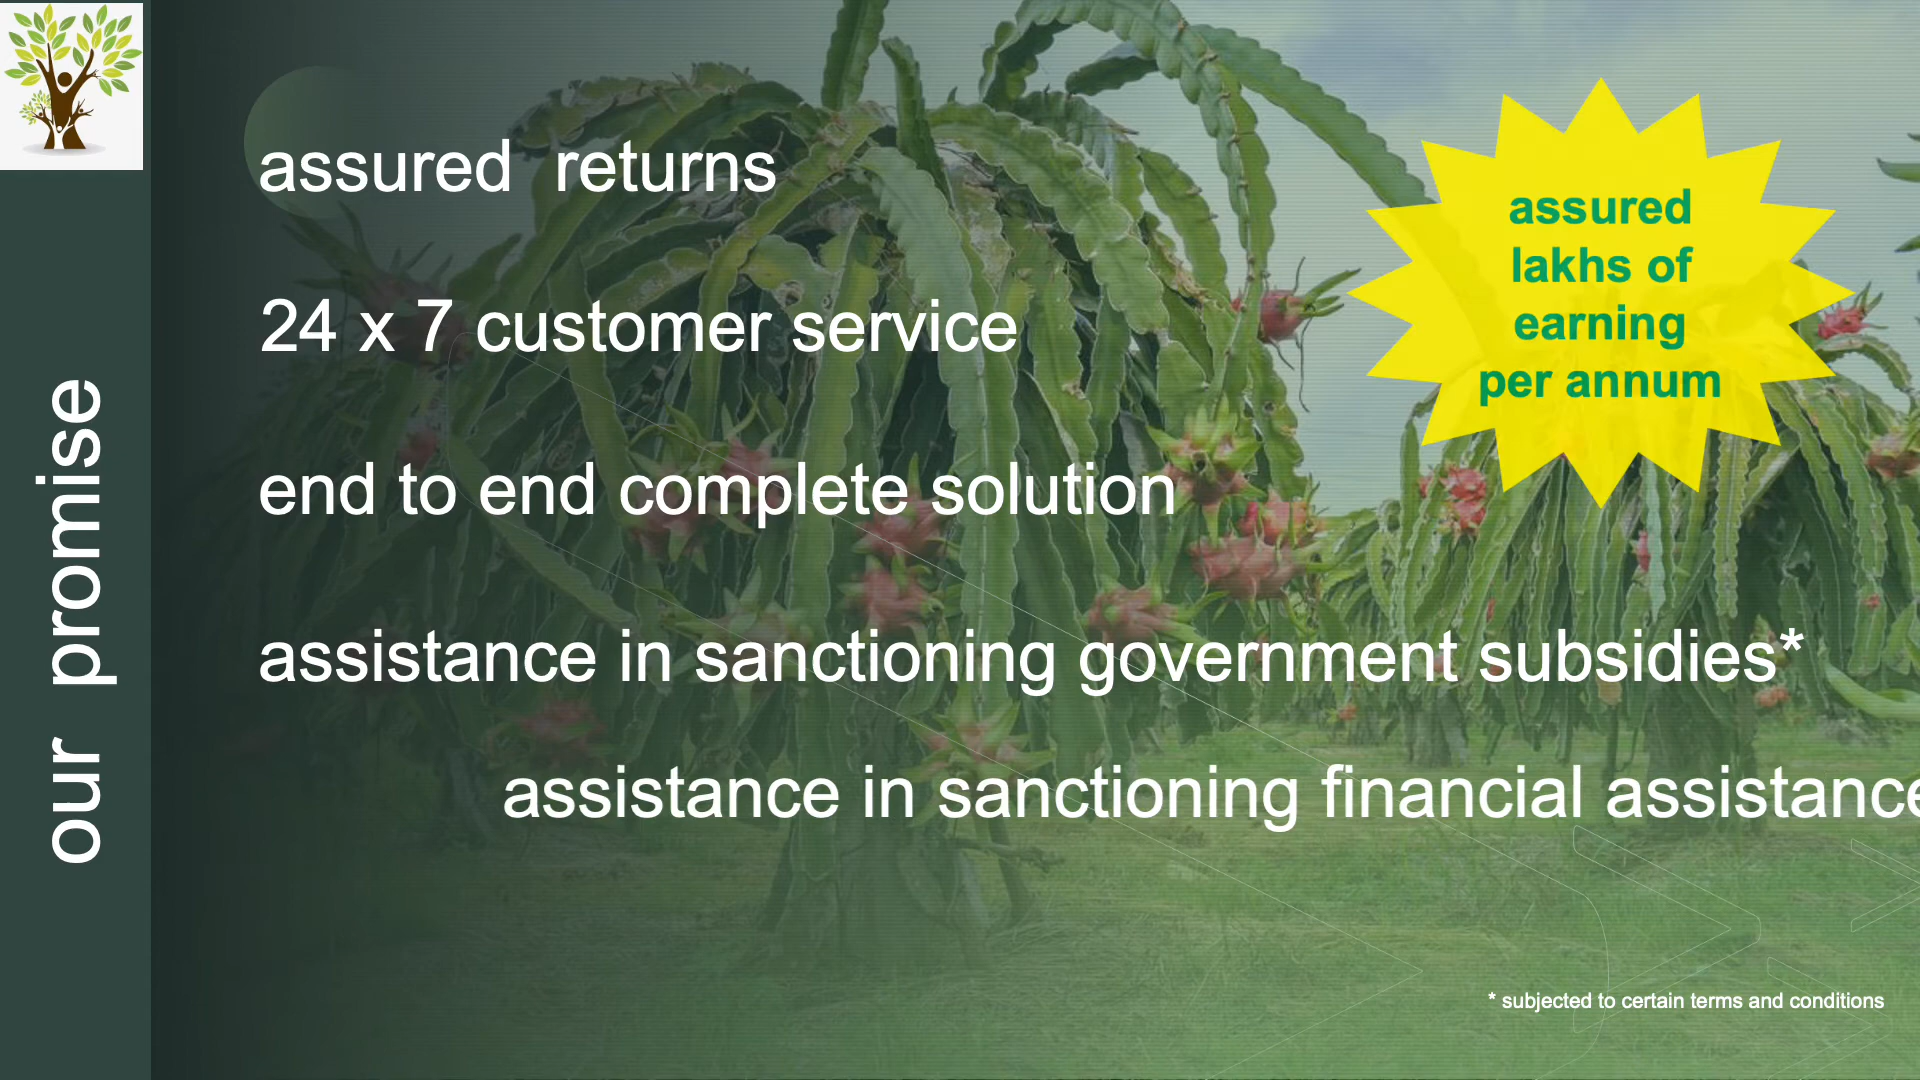 our promise
assured returns
24 x 7 customer service
end to end complete solution
assistance in sanctioning government subsidies*
assistance in sanctioning financial assistance
assured
lakhs of
earning
per annum
* subjected to certain terms and conditions